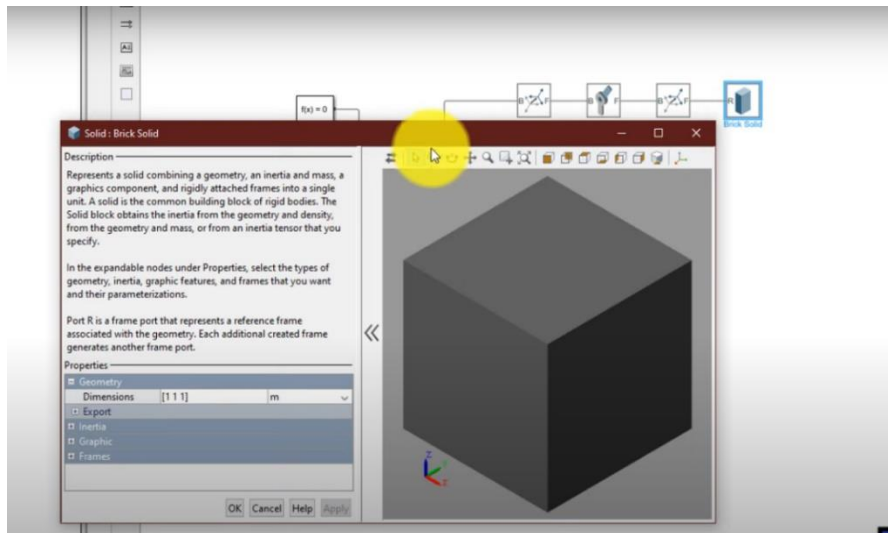 A1
f(x) = 0
B F
B F
B F
R
Brick Solid
Solid : Brick Solid
Description
Represents a solid combining a geometry, an inertia and mass, a
graphics component, and rigidly attached frames into a single
unit. A solid is the common building block of rigid bodies. The
Solid block obtains the inertia from the geometry and density,
from the geometry and mass, or from an inertia tensor that you
specify.
In the expandable nodes under Properties, select the types of
geometry, inertia, graphic features, and frames that you want
and their parameterizations.
Port R is a frame port that represents a reference frame
associated with the geometry. Each additional created frame
generates another frame port.
Properties
Geometry
Dimensions [1 1 1] m
Export
Inertia
Graphic
Frames
OK Cancel Help Apply
z
y
x